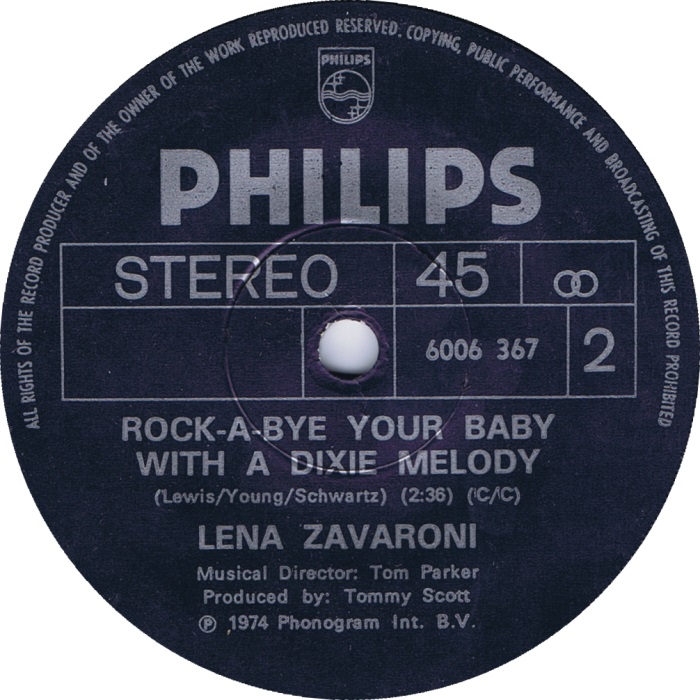 ALL RIGHTS OF THE RECORD PRODUCER AND OF THE OWNER OF THE WORK REPRODUCED RESERVED. COPYING, PUBLIC PERFORMANCE AND BROADCASTING OF THIS RECORD PROHIBITED
PHILIPS
PHILIPS
STEREO 45
6006 367 2
ROCK-A-BYE YOUR BABY
WITH A DIXIE MELODY
(Lewis/Young/Schwartz) (2:36) (C/C)
LENA ZAVARONI
Musical Director: Tom Parker
Produced by: Tommy Scott
℗ 1974 Phonogram Int. B.V.